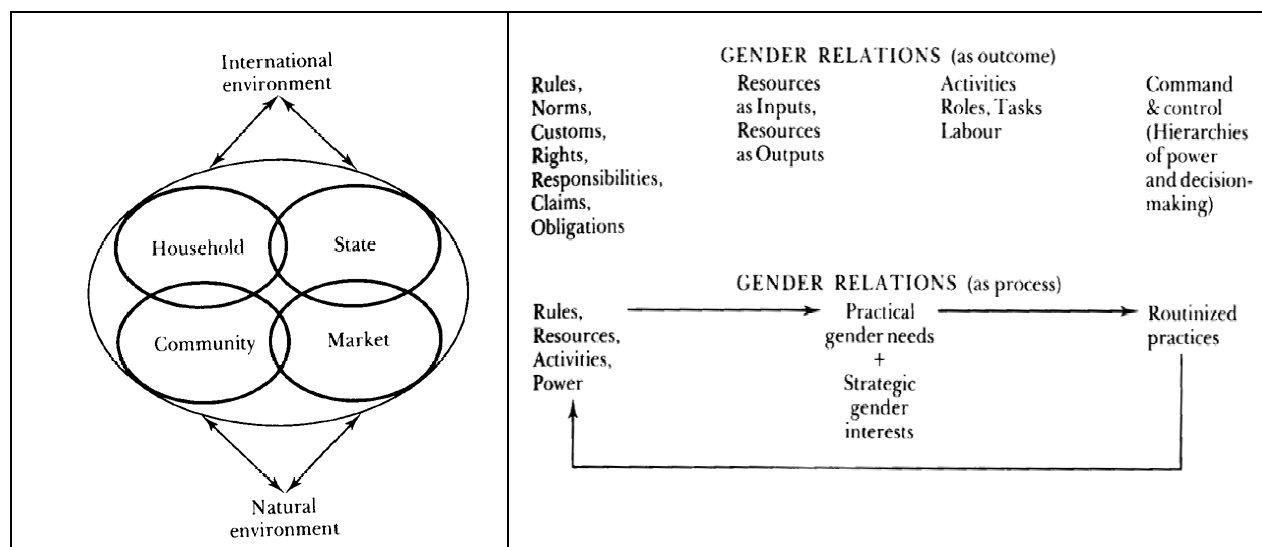 International
environment
Household
State
Community
Market
Natural
environment
GENDER RELATIONS (as outcome)
Rules,
Norms,
Customs,
Rights,
Responsibilities,
Claims,
Obligations
Resources
as Inputs,
Resources
as Outputs
Activities
Roles, Tasks
Labour
Command
& control
(Hierarchies
of power
and decision-
making)
GENDER RELATIONS (as process)
Rules,
Resources,
Activities,
Power
Practical
gender needs
+
Strategic
gender
interests
Routinized
practices